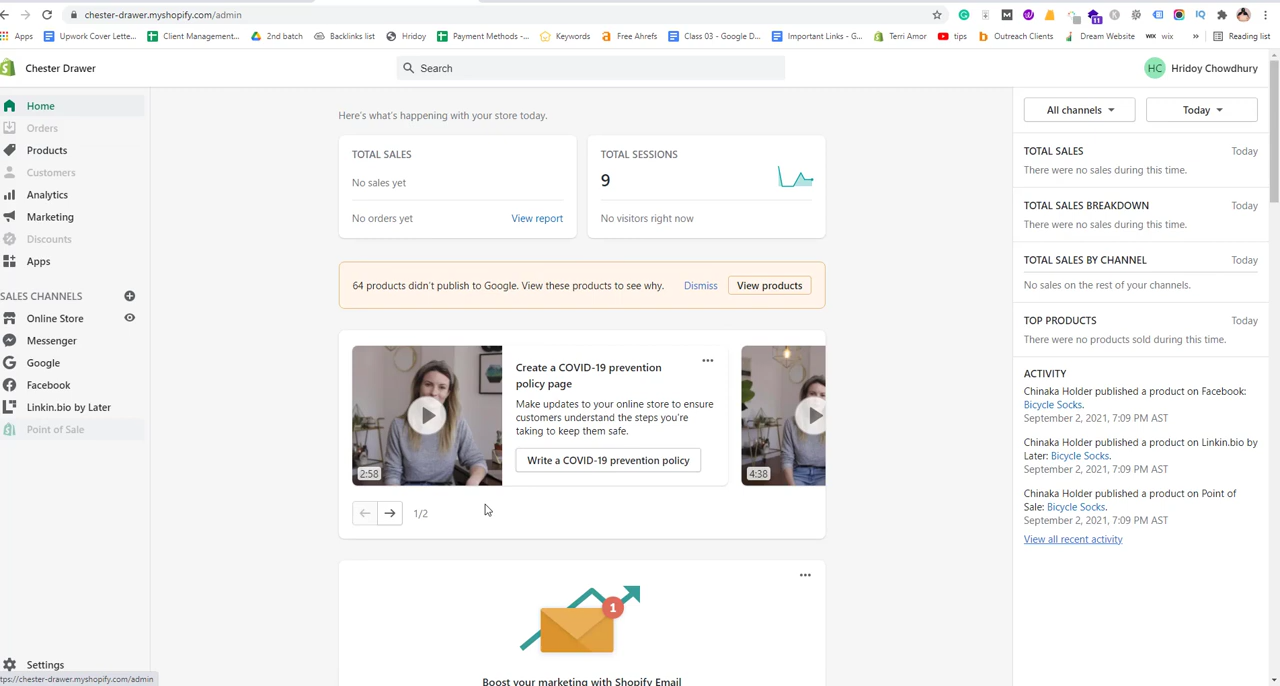 chester-drawer.myshopify.com/admin
Apps
Upwork Cover Lette...
Client Management...
2nd batch
Backlinks list
Hridoy
Payment Methods -...
Keywords
Free Ahrefs
Class 03 - Google D...
Important Links - G...
Terri Amor
tips
Outreach Clients
Dream Website
WiX
wix
»
Reading list
Chester Drawer
Search
HC
Hridoy Chowdhury
Home
Orders
Products
Customers
Analytics
Marketing
Discounts
Apps
SALES CHANNELS
Online Store
Messenger
Google
Facebook
Linkin.bio by Later
Point of Sale
Settings
ttps://chester-drawer.myshopify.com/admin
Here's what's happening with your store today.
TOTAL SALES
No sales yet
No orders yet
View report
TOTAL SESSIONS
9
No visitors right now
64 products didn't publish to Google. View these products to see why.
Dismiss
View products
2:58
Create a COVID-19 prevention
policy page
Make updates to your online store to ensure
customers understand the steps you're
taking to keep them safe.
Write a COVID-19 prevention policy
4:38
1/2
1
Boost your marketing with Shopify Email
All channels
Today
TOTAL SALES
Today
There were no sales during this time.
TOTAL SALES BREAKDOWN
Today
There were no sales during this time.
TOTAL SALES BY CHANNEL
Today
No sales on the rest of your channels.
TOP PRODUCTS
Today
There were no products sold during this time.
ACTIVITY
Chinaka Holder published a product on Facebook:
Bicycle Socks.
September 2, 2021, 7:09 PM AST
Chinaka Holder published a product on Linkin.bio by
Later: Bicycle Socks.
September 2, 2021, 7:09 PM AST
Chinaka Holder published a product on Point of
Sale: Bicycle Socks.
September 2, 2021, 7:09 PM AST
View all recent activity